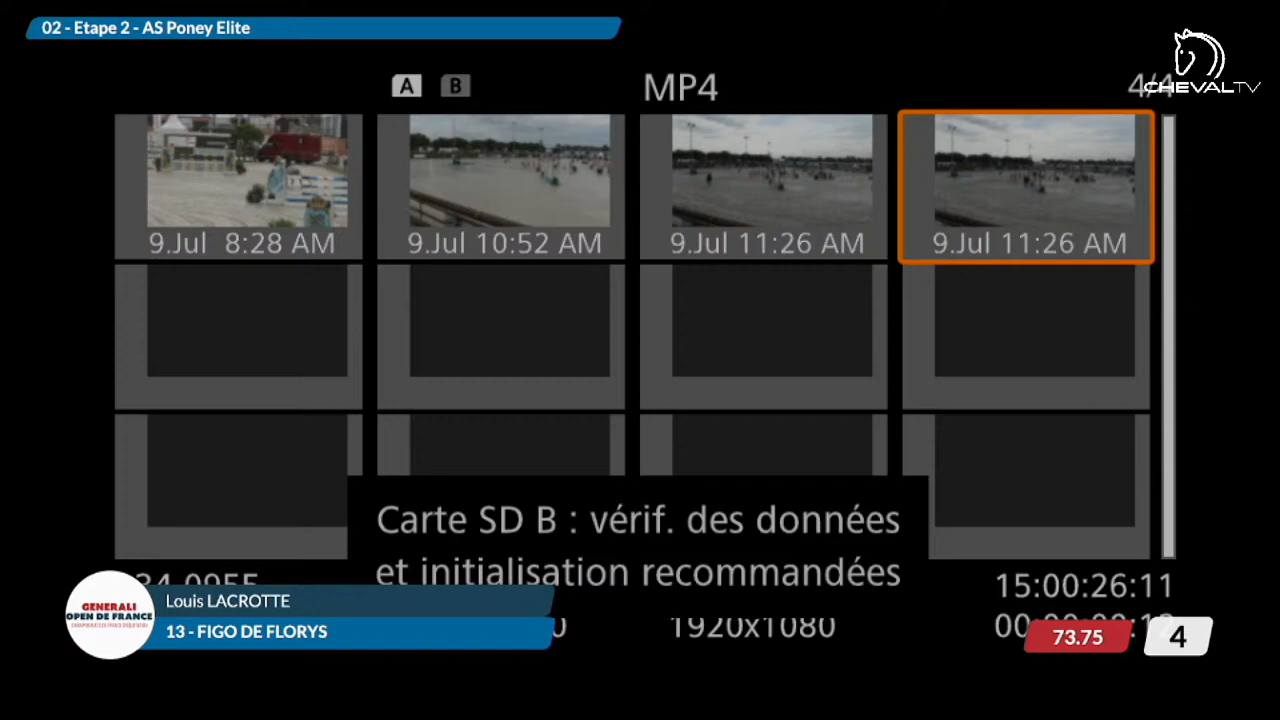 02 - Etape 2 - AS Poney Elite
CHEVALTV
A B
MP4
4/4
9.Jul 8:28 AM
9.Jul 10:52 AM
9.Jul 11:26 AM
9.Jul 11:26 AM
Carte SD B : vérif. des données
et initialisation recommandées
15:00:26:11
1920x1080
GENERALI
OPEN DE FRANCE
Louis LACROTTE
13 - FIGO DE FLORYS
73.75
4